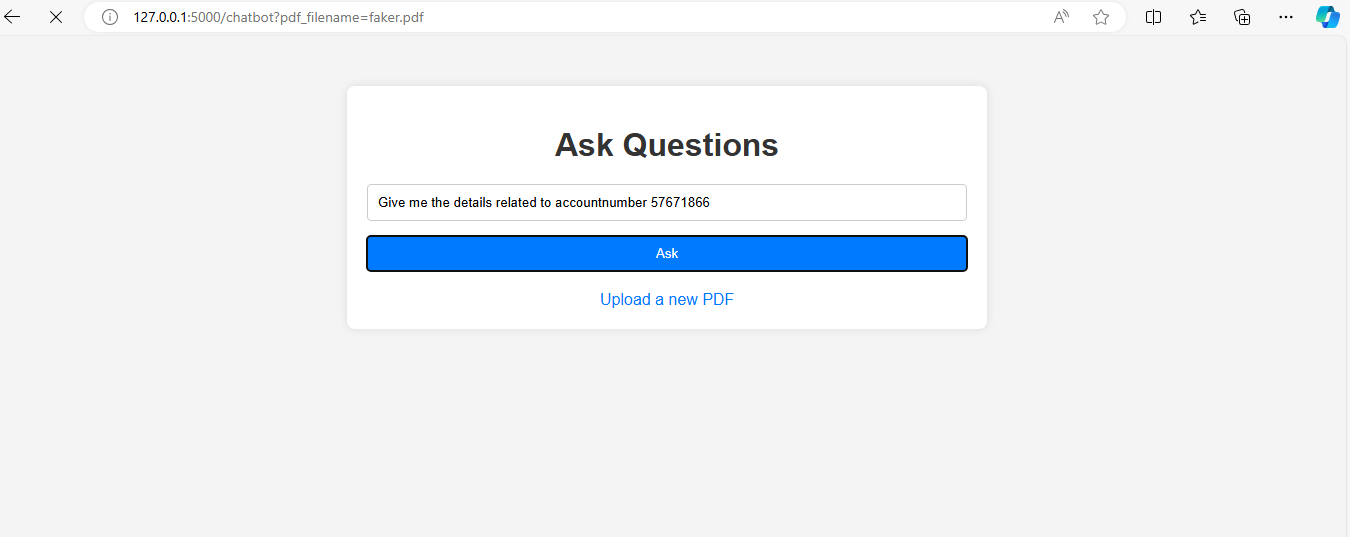 127.0.0.1:5000/chatbot?pdf_filename=faker.pdf
Ask Questions
Give me the details related to accountnumber 57671866
Ask
Upload a new PDF